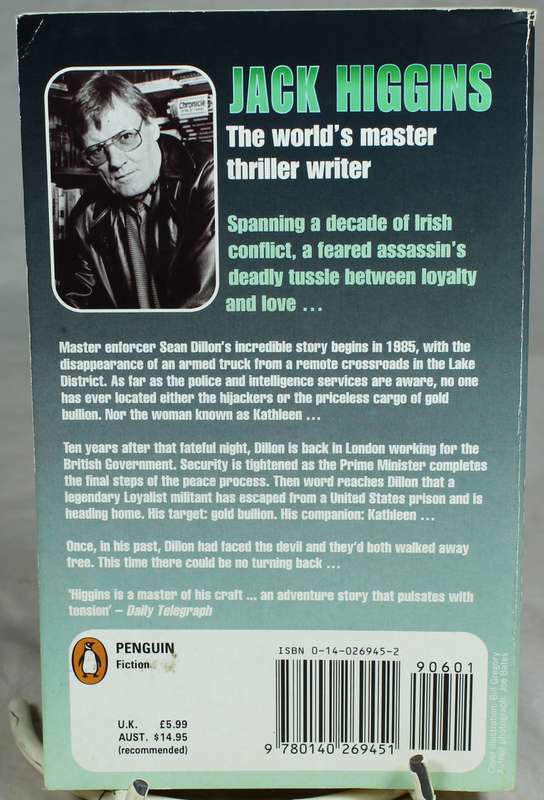 Chronicle
JACK HIGGINS
The world's master
thriller writer
Spanning a decade of Irish
conflict, a feared assassin's
deadly tussle between loyalty
and love ...
Master enforcer Sean Dillon's incredible story begins in 1985, with the
disappearance of an armed truck from a remote crossroads in the Lake
District. As far as the police and intelligence services are aware, no one
has ever located either the hijackers or the priceless cargo of gold
bullion. Nor the woman known as Kathleen ...
Ten years after that fateful night, Dillon is back in London working for the
British Government. Security is tightened as the Prime Minister completes
the final steps of the peace process. Then word reaches Dillon that a
legendary Loyalist militant has escaped from a United States prison and is
heading home. His target: gold bullion. His companion: Kathleen ...
Once, in his past, Dillon had faced the devil and they'd both walked away
free. This time there could be no turning back ...
'Higgins is a master of his craft ... an adventure story that pulsates with
tension' – Daily Telegraph
PENGUIN
Fiction
U.K. £5.99
AUST. $14.95
(recommended)
ISBN 0-14-026945-2
90601
9 780140 269451
Cover illustration: Bill Gregory
Author photograph: Joe Bates